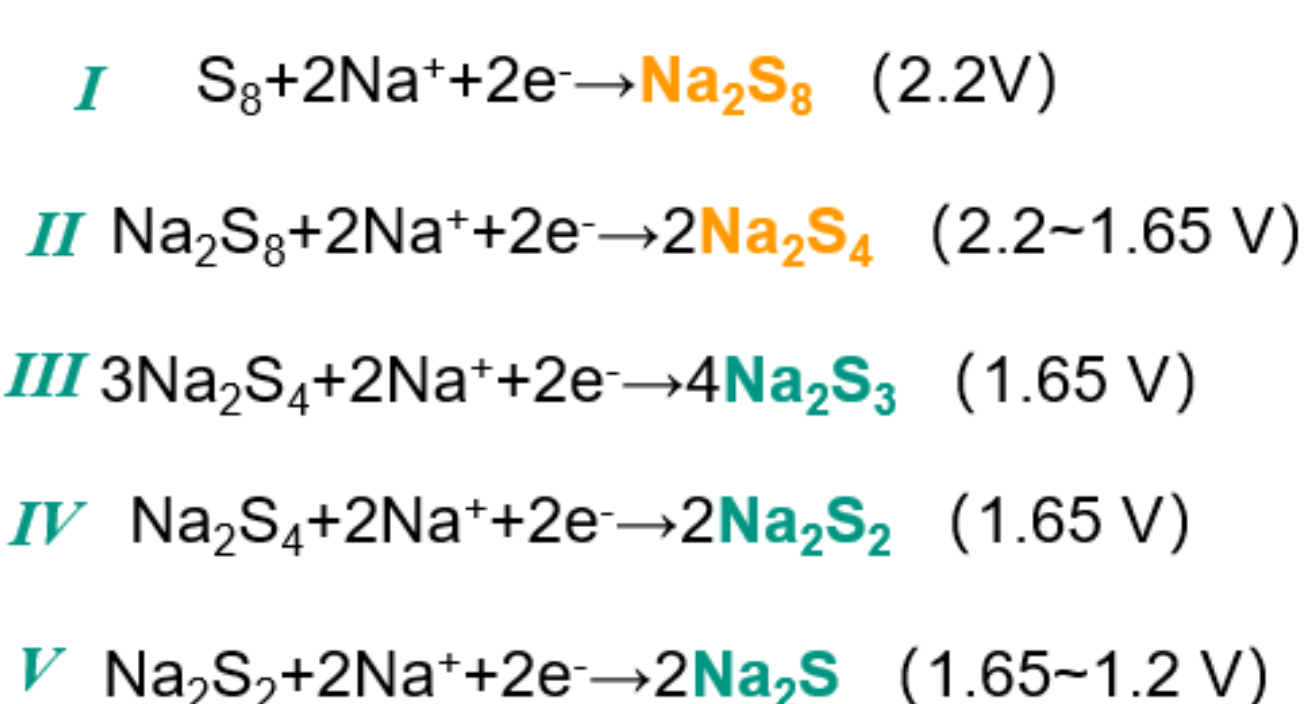 I S₈+2Na⁺+2e⁻→Na₂S₈ (2.2V)
II Na₂S₈+2Na⁺+2e⁻→2Na₂S₄ (2.2~1.65 V)
III 3Na₂S₄+2Na⁺+2e⁻→4Na₂S₃ (1.65 V)
IV Na₂S₄+2Na⁺+2e⁻→2Na₂S₂ (1.65 V)
V Na₂S₂+2Na⁺+2e⁻→2Na₂S (1.65~1.2 V)